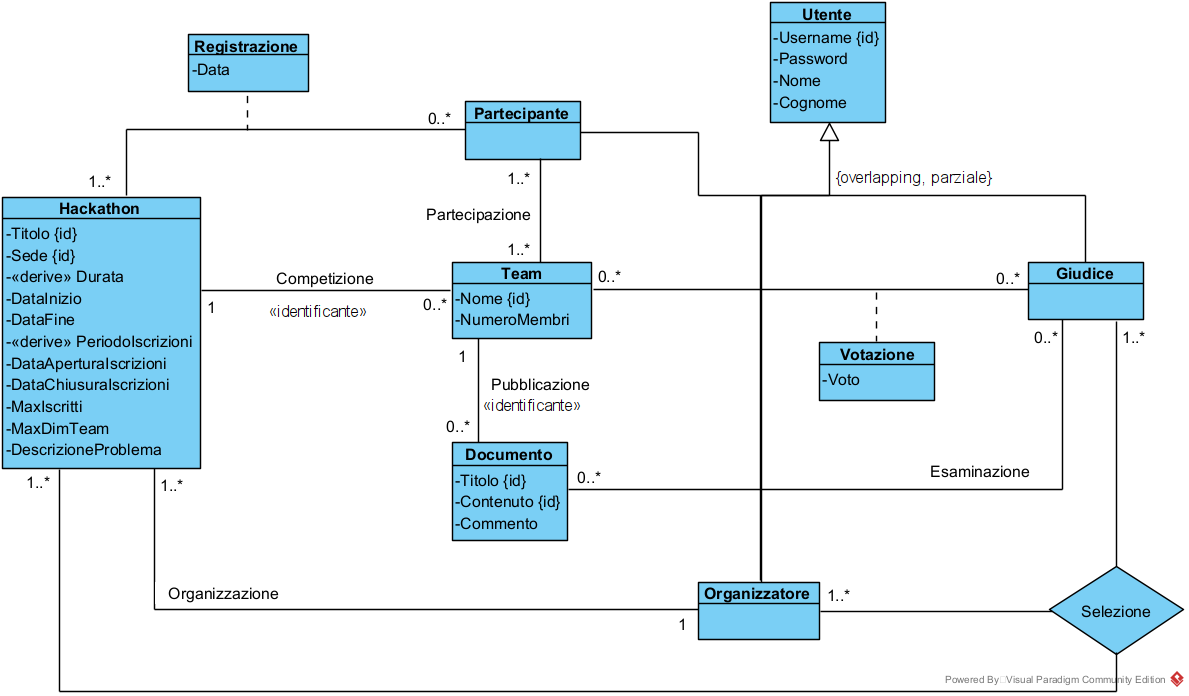 Utente
-Username {id}
-Password
-Nome
-Cognome
Registrazione
-Data
0..*
Partecipante
1..*
1..*
Partecipazione
1..*
{overlapping, parziale}
Hackathon
-Titolo {id}
-Sede {id}
-«derive» Durata
-DataInizio
-DataFine
-«derive» PeriodoIscrizioni
-DataAperturaIscrizioni
-DataChiusuraIscrizioni
-MaxIscritti
-MaxDimTeam
-DescrizioneProblema
Competizione
«identificante»
1
0..*
Team
-Nome {id}
-NumeroMembri
0..*
0..*
Giudice
0..*
1..*
Votazione
-Voto
1
Pubblicazione
«identificante»
0..*
Documento
-Titolo {id}
-Contenuto {id}
-Commento
0..*
Esaminazione
1..*
1..*
Organizzazione
1
Organizzatore
1..*
Selezione
Powered By Visual Paradigm Community Edition